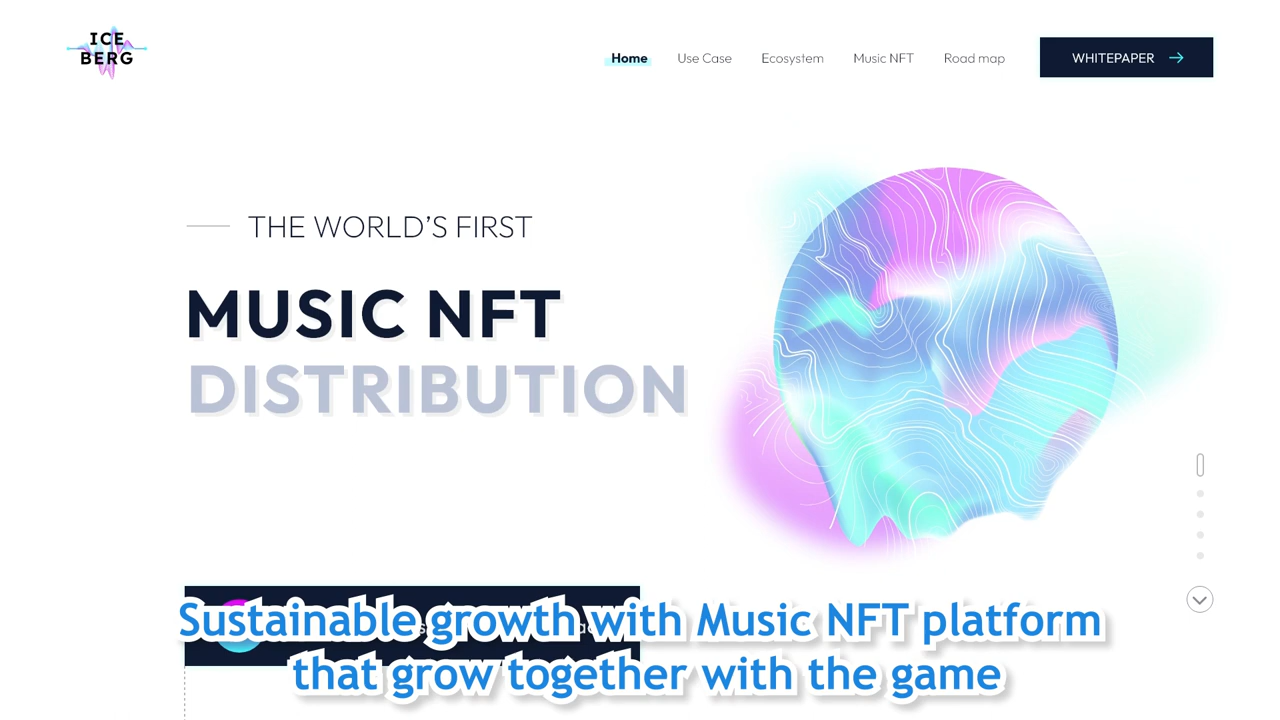 ICE
BERG
Home
Use Case
Ecosystem
Music NFT
Road map
WHITEPAPER
THE WORLD'S FIRST
MUSIC NFT
DISTRIBUTION
Sustainable growth with Music NFT platform
that grow together with the game